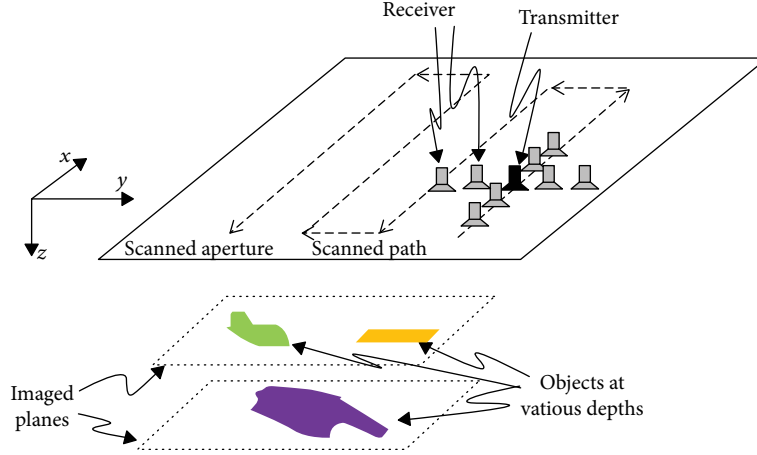 Receiver
Transmitter
x
y
z
Scanned aperture
Scanned path
Imaged
planes
Objects at
vatious depths